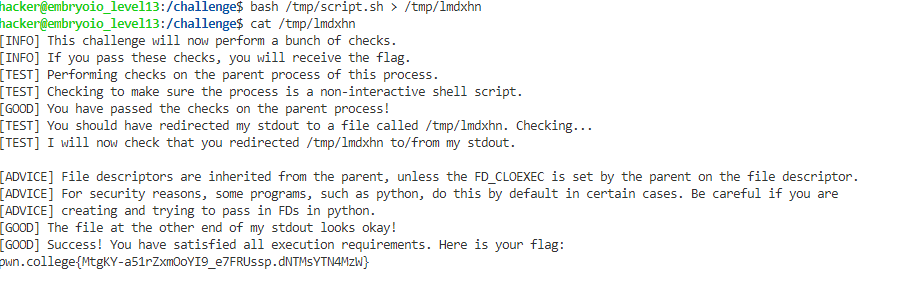 hacker@embryoio_level13:/challenge$ bash /tmp/script.sh > /tmp/lmdxhn
hacker@embryoio_level13:/challenge$ cat /tmp/lmdxhn
[INFO] This challenge will now perform a bunch of checks.
[INFO] If you pass these checks, you will receive the flag.
[TEST] Performing checks on the parent process of this process.
[TEST] Checking to make sure the process is a non-interactive shell script.
[GOOD] You have passed the checks on the parent process!
[TEST] You should have redirected my stdout to a file called /tmp/lmdxhn. Checking...
[TEST] I will now check that you redirected /tmp/lmdxhn to/from my stdout.
[ADVICE] File descriptors are inherited from the parent, unless the FD_CLOEXEC is set by the parent on the file descriptor.
[ADVICE] For security reasons, some programs, such as python, do this by default in certain cases. Be careful if you are
[ADVICE] creating and trying to pass in FDs in python.
[GOOD] The file at the other end of my stdout looks okay!
[GOOD] Success! You have satisfied all execution requirements. Here is your flag:
pwn.college{MtgKY-a51rZxmOoYI9_e7FRUssp.dNTMsYTN4MzW}